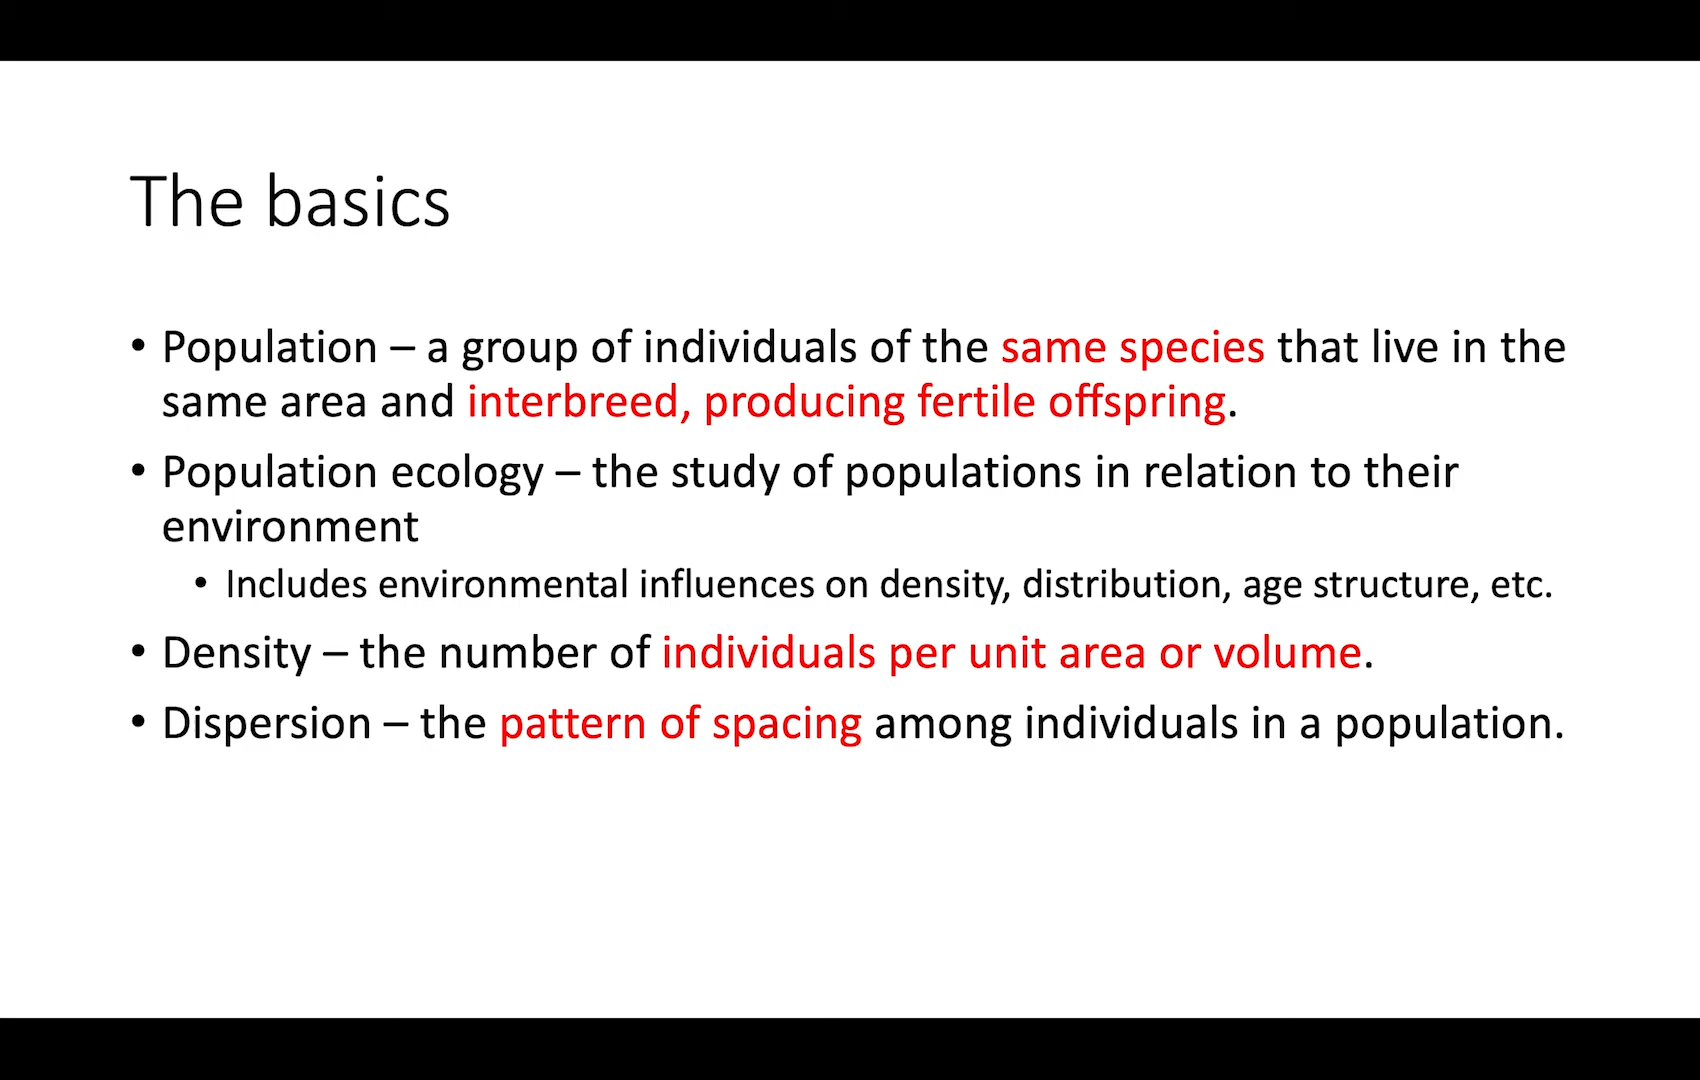 The basics
• Population – a group of individuals of the same species that live in the
same area and interbreed, producing fertile offspring.
• Population ecology – the study of populations in relation to their
environment
• Includes environmental influences on density, distribution, age structure, etc.
• Density – the number of individuals per unit area or volume.
• Dispersion – the pattern of spacing among individuals in a population.